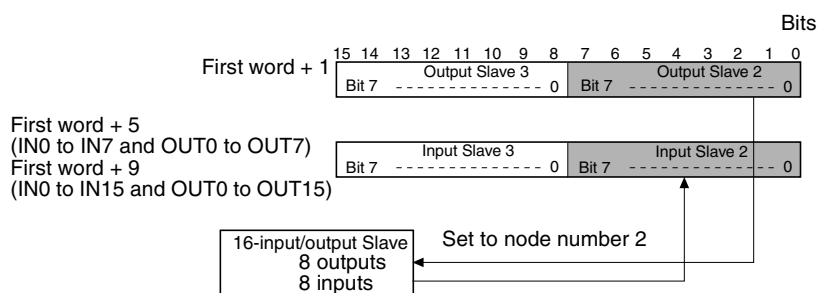 Bits
15 14 13 12 11 10 9 8 7 6 5 4 3 2 1 0
First word + 1
Output Slave 3
Output Slave 2
Bit 7 - - - - - - - - - - - - - - - 0
Bit 7 - - - - - - - - - - - - - - - 0
First word + 5
(IN0 to IN7 and OUT0 to OUT7)
First word + 9
(IN0 to IN15 and OUT0 to OUT15)
Input Slave 3
Input Slave 2
Bit 7 - - - - - - - - - - - - - - - 0
Bit 7 - - - - - - - - - - - - - - - 0
16-input/output Slave
8 outputs
8 inputs
Set to node number 2